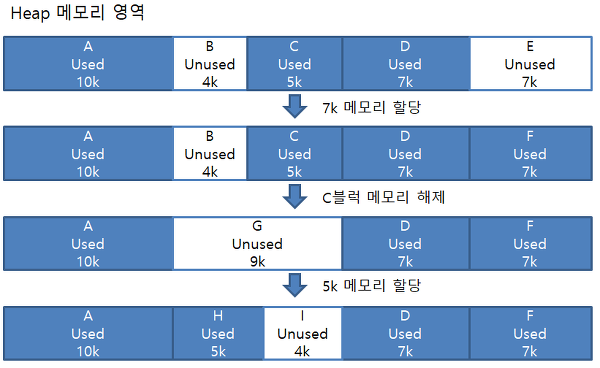 Heap 메모리 영역
A B C D E
Used Unused Used Used Unused
10k 4k 5k 7k 7k
7k 메모리 할당
A B C D F
Used Unused Used Used Used
10k 4k 5k 7k 7k
C블럭 메모리 해제
A G D F
Used Unused Used Used
10k 9k 7k 7k
5k 메모리 할당
A H I D F
Used Used Unused Used Used
10k 5k 4k 7k 7k